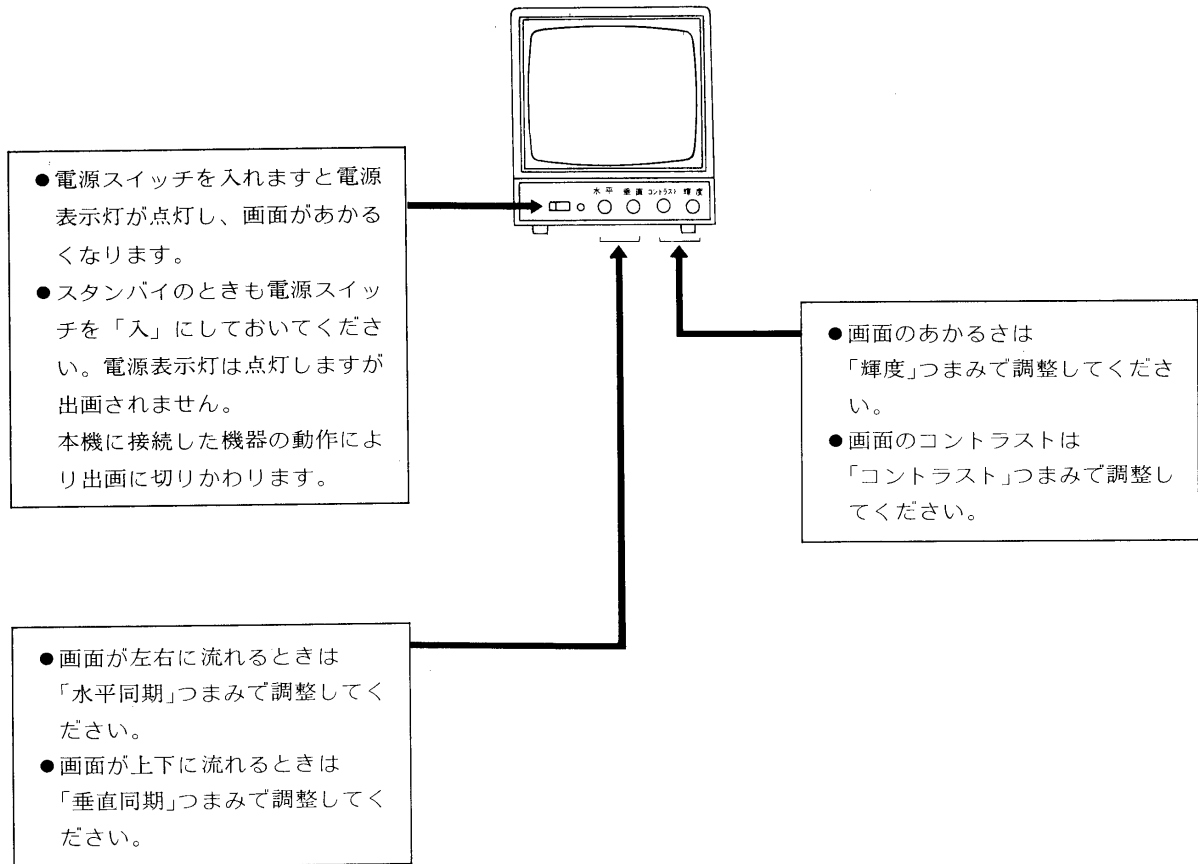 水平 垂直 コントラスト 輝度
●電源スイッチを入れますと電源
表示灯が点灯し、画面があかる
くなります。
●スタンバイのときも電源スイッ
チを「入」にしておいてくださ
い。電源表示灯は点灯しますが
出画されません。
本機に接続した機器の動作によ
り出画に切りかわります。
●画面のあかるさは
「輝度」つまみで調整してくださ
い。
●画面のコントラストは
「コントラスト」つまみで調整し
てください。
●画面が左右に流れるときは
「水平同期」つまみで調整してく
ださい。
●画面が上下に流れるときは
「垂直同期」つまみで調整してく
ださい。